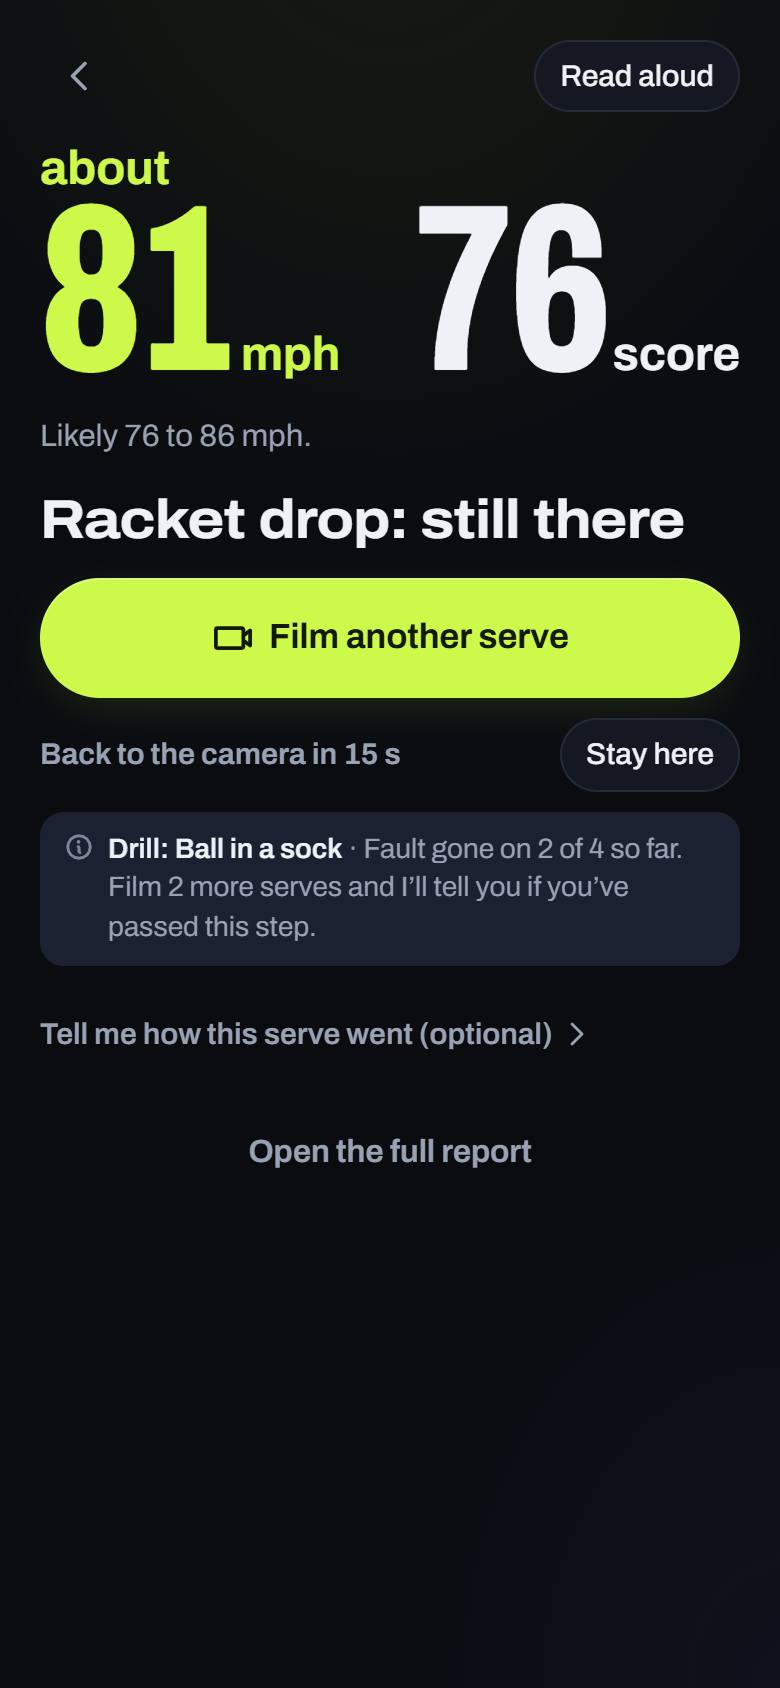 Read aloud
about
81 mph
76 score
Likely 76 to 86 mph.
Racket drop: still there
Film another serve
Back to the camera in 15 s
Stay here
Drill: Ball in a sock · Fault gone on 2 of 4 so far.
Film 2 more serves and I’ll tell you if you’ve
passed this step.
Tell me how this serve went (optional)
Open the full report